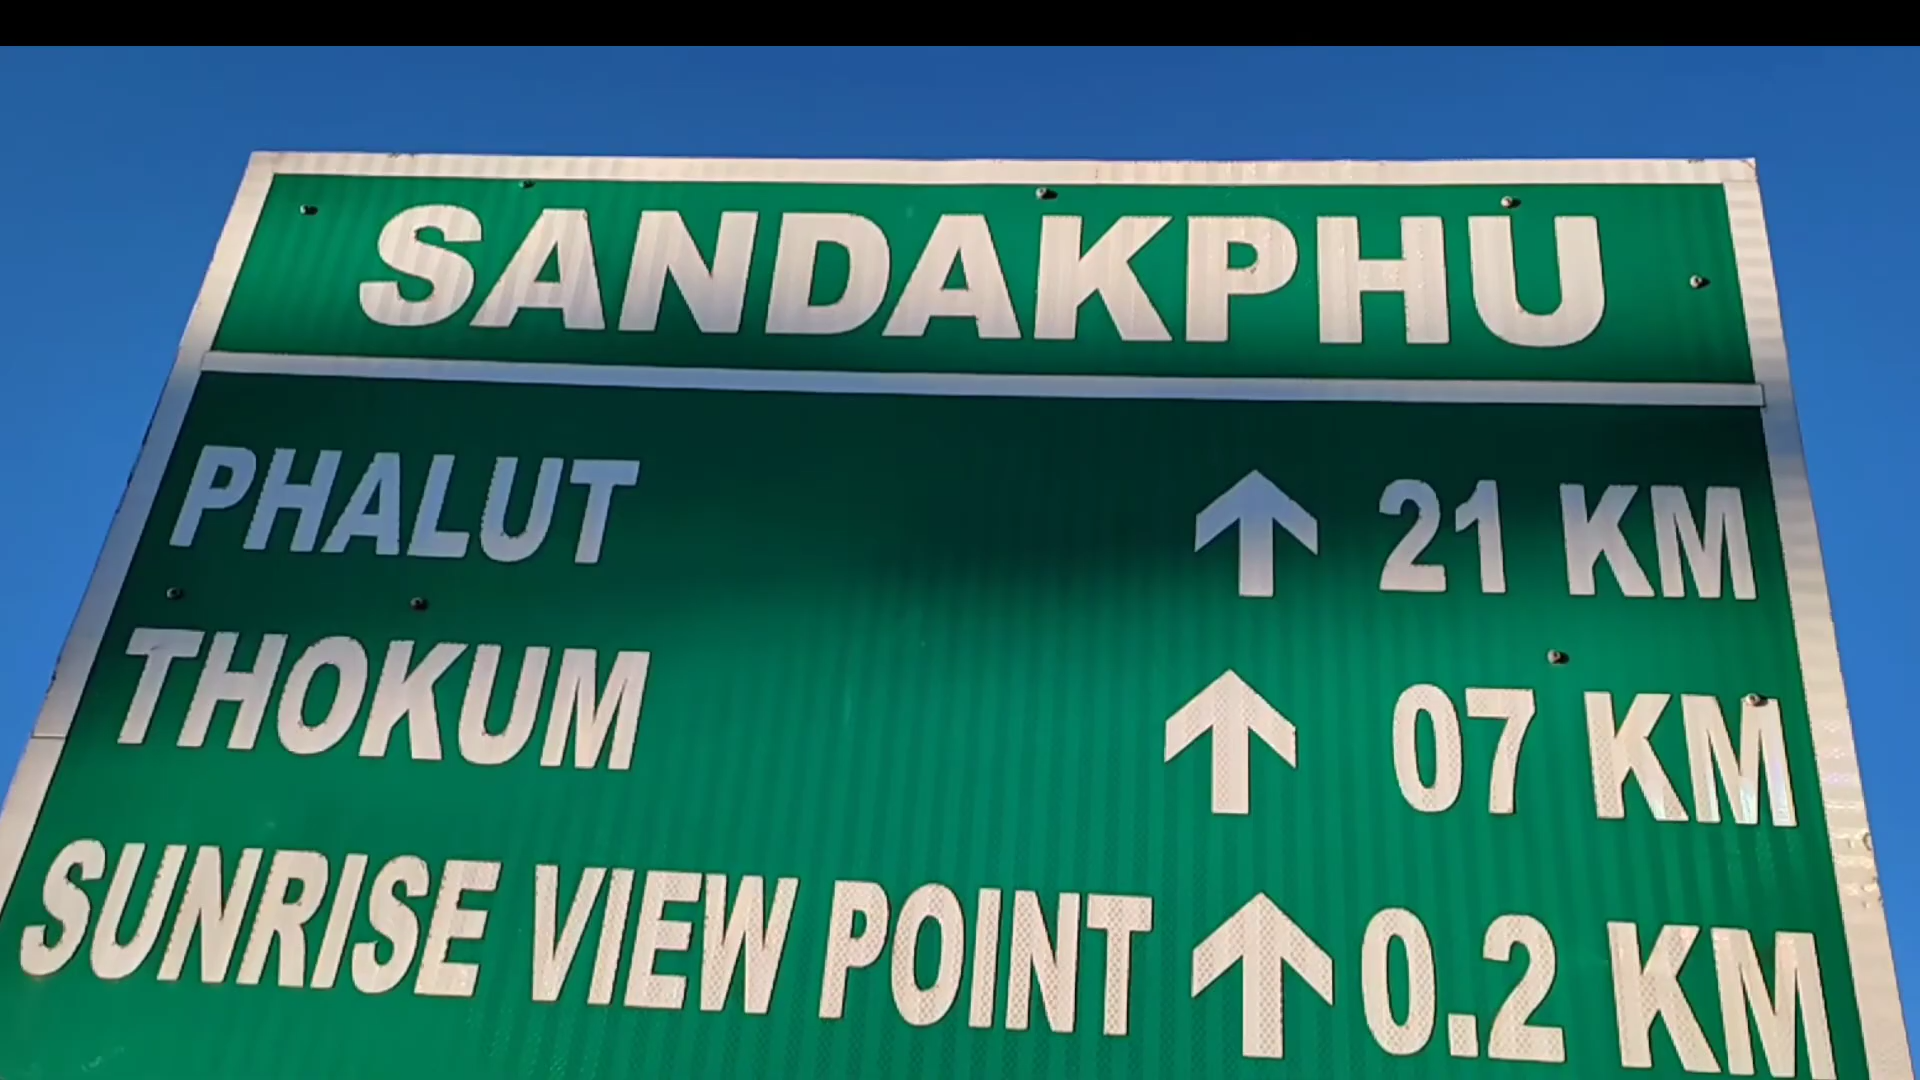 SANDAKPHU
PHALUT ↑ 21 KM
THOKUM ↑ 07 KM
SUNRISE VIEW POINT ↑ 0.2 KM